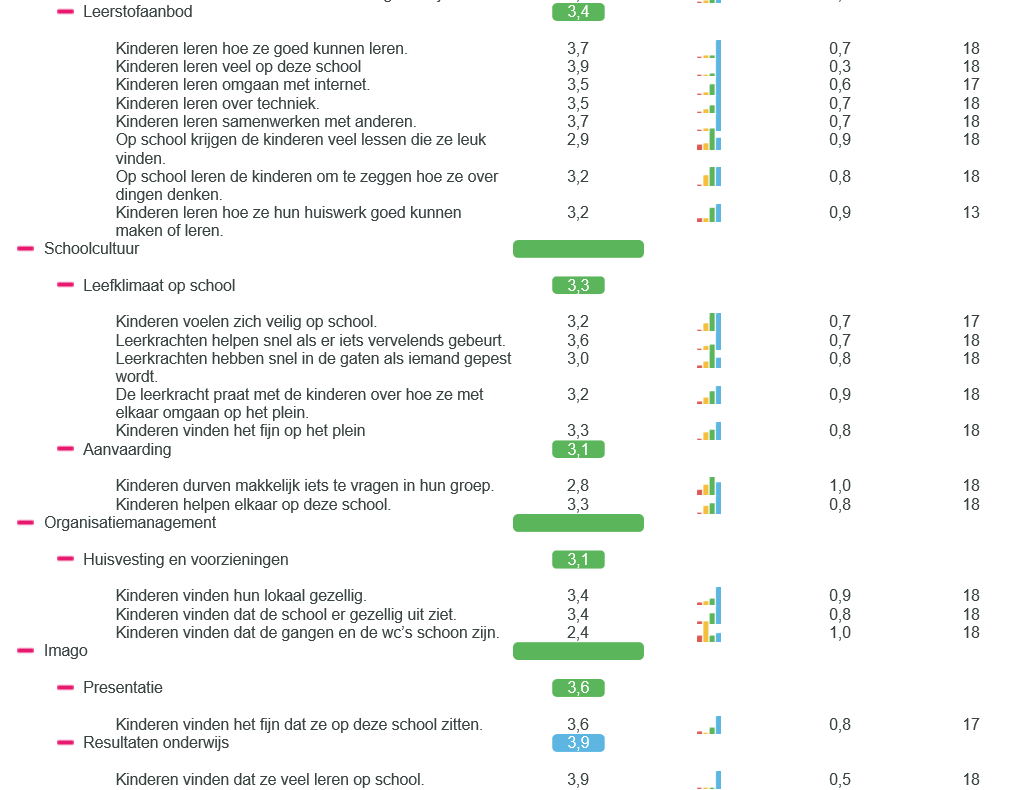 Leerstofaanbod 3,4
Kinderen leren hoe ze goed kunnen leren. 3,7 0,7 18
Kinderen leren veel op deze school 3,9 0,3 18
Kinderen leren omgaan met internet. 3,5 0,6 17
Kinderen leren over techniek. 3,5 0,7 18
Kinderen leren samenwerken met anderen. 3,7 0,7 18
Op school krijgen de kinderen veel lessen die ze leuk 2,9 0,9 18
vinden.
Op school leren de kinderen om te zeggen hoe ze over 3,2 0,8 18
dingen denken.
Kinderen leren hoe ze hun huiswerk goed kunnen 3,2 0,9 13
maken of leren.
Schoolcultuur
Leefklimaat op school 3,3
Kinderen voelen zich veilig op school. 3,2 0,7 17
Leerkrachten helpen snel als er iets vervelends gebeurt. 3,6 0,7 18
Leerkrachten hebben snel in de gaten als iemand gepest 3,0 0,8 18
wordt.
De leerkracht praat met de kinderen over hoe ze met 3,2 0,9 18
elkaar omgaan op het plein.
Kinderen vinden het fijn op het plein 3,3 0,8 18
Aanvaarding 3,1
Kinderen durven makkelijk iets te vragen in hun groep. 2,8 1,0 18
Kinderen helpen elkaar op deze school. 3,3 0,8 18
Organisatiemanagement
Huisvesting en voorzieningen 3,1
Kinderen vinden hun lokaal gezellig. 3,4 0,9 18
Kinderen vinden dat de school er gezellig uit ziet. 3,4 0,8 18
Kinderen vinden dat de gangen en de wc's schoon zijn. 2,4 1,0 18
Imago
Presentatie 3,6
Kinderen vinden het fijn dat ze op deze school zitten. 3,6 0,8 17
Resultaten onderwijs 3,9
Kinderen vinden dat ze veel leren op school. 3,9 0,5 18